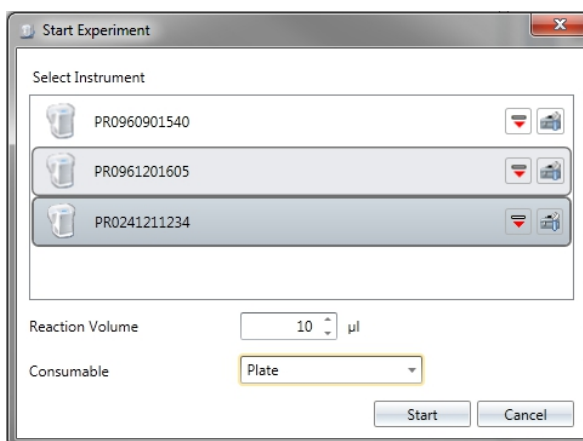 Start Experiment
Select Instrument
PR0960901540
PR0961201605
PR0241211234
Reaction Volume 10 µl
Consumable Plate
Start Cancel